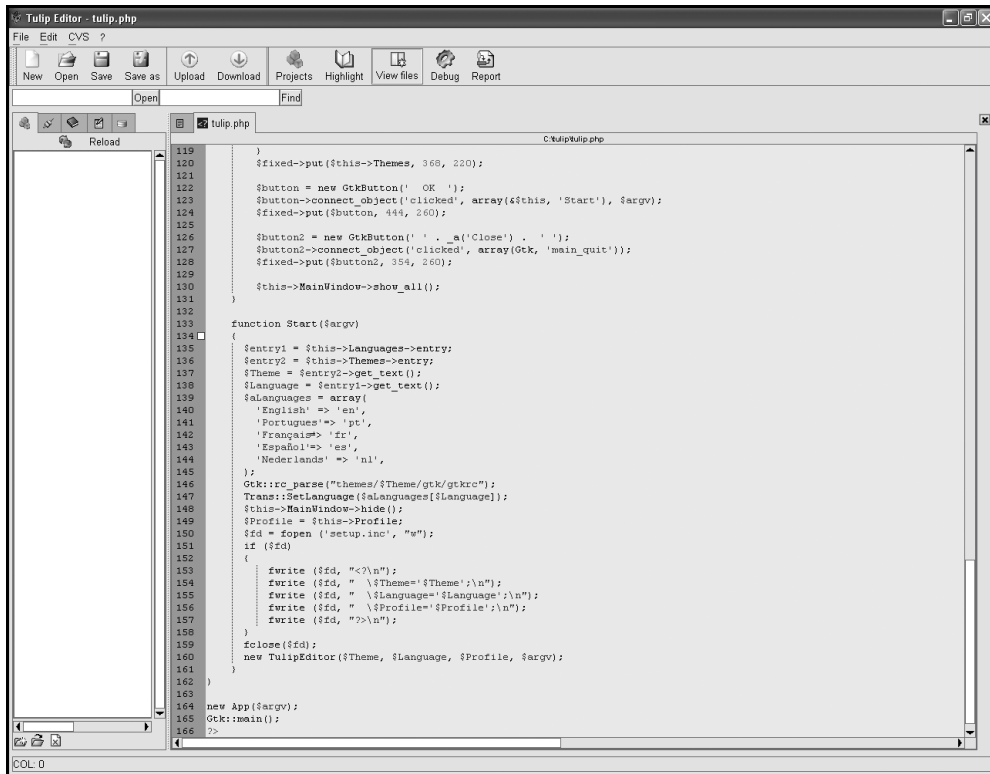 Tulip Editor - tulip.php
File Edit CVS ?
New Open Save Save as Upload Download Projects Highlight View files Debug Report
Open Find
tulip.php
Reload
C:\tulip\tulip.php
119 }
120 $fixed->put($this->Themes, 368, 220);
121
122 $button = new GtkButton('  OK  ');
123 $button->connect_object('clicked', array(&$this, 'Start'), $argv);
124 $fixed->put($button, 444, 260);
125
126 $button2 = new GtkButton(' ' . _a('Close') .  ' ');
127 $button2->connect_object('clicked', array(Gtk, 'main_quit'));
128 $fixed->put($button2, 354, 260);
129
130 $this->MainWindow->show_all();
131 }
132
133 function Start($argv)
134 {
135 $entry1 = $this->Languages->entry;
136 $entry2 = $this->Themes->entry;
137 $Theme = $entry2->get_text();
138 $Language = $entry1->get_text();
139 $aLanguages = array(
140 'English' => 'en',
141 'Portugues'=> 'pt',
142 'Français=> 'fr',
143 'Español'=> 'es',
144 'Nederlands' => 'nl',
145 );
146 Gtk::rc_parse("themes/$Theme/gtk/gtkrc");
147 Trans::SetLanguage($aLanguages[$Language]);
148 $this->MainWindow->hide();
149 $Profile = $this->Profile;
150 $fd = fopen ('setup.inc', "w");
151 if ($fd)
152 {
153 fwrite ($fd, "<?\n");
154 fwrite ($fd, "  \$Theme='$Theme';\n");
155 fwrite ($fd, "  \$Language='$Language';\n");
156 fwrite ($fd, "  \$Profile='$Profile';\n");
157 fwrite ($fd, "?>\n");
158 }
159 fclose($fd);
160 new TulipEditor($Theme, $Language, $Profile, $argv);
161 }
162 }
163
164 new App($argv);
165 Gtk::main();
166 ?>
COL: 0